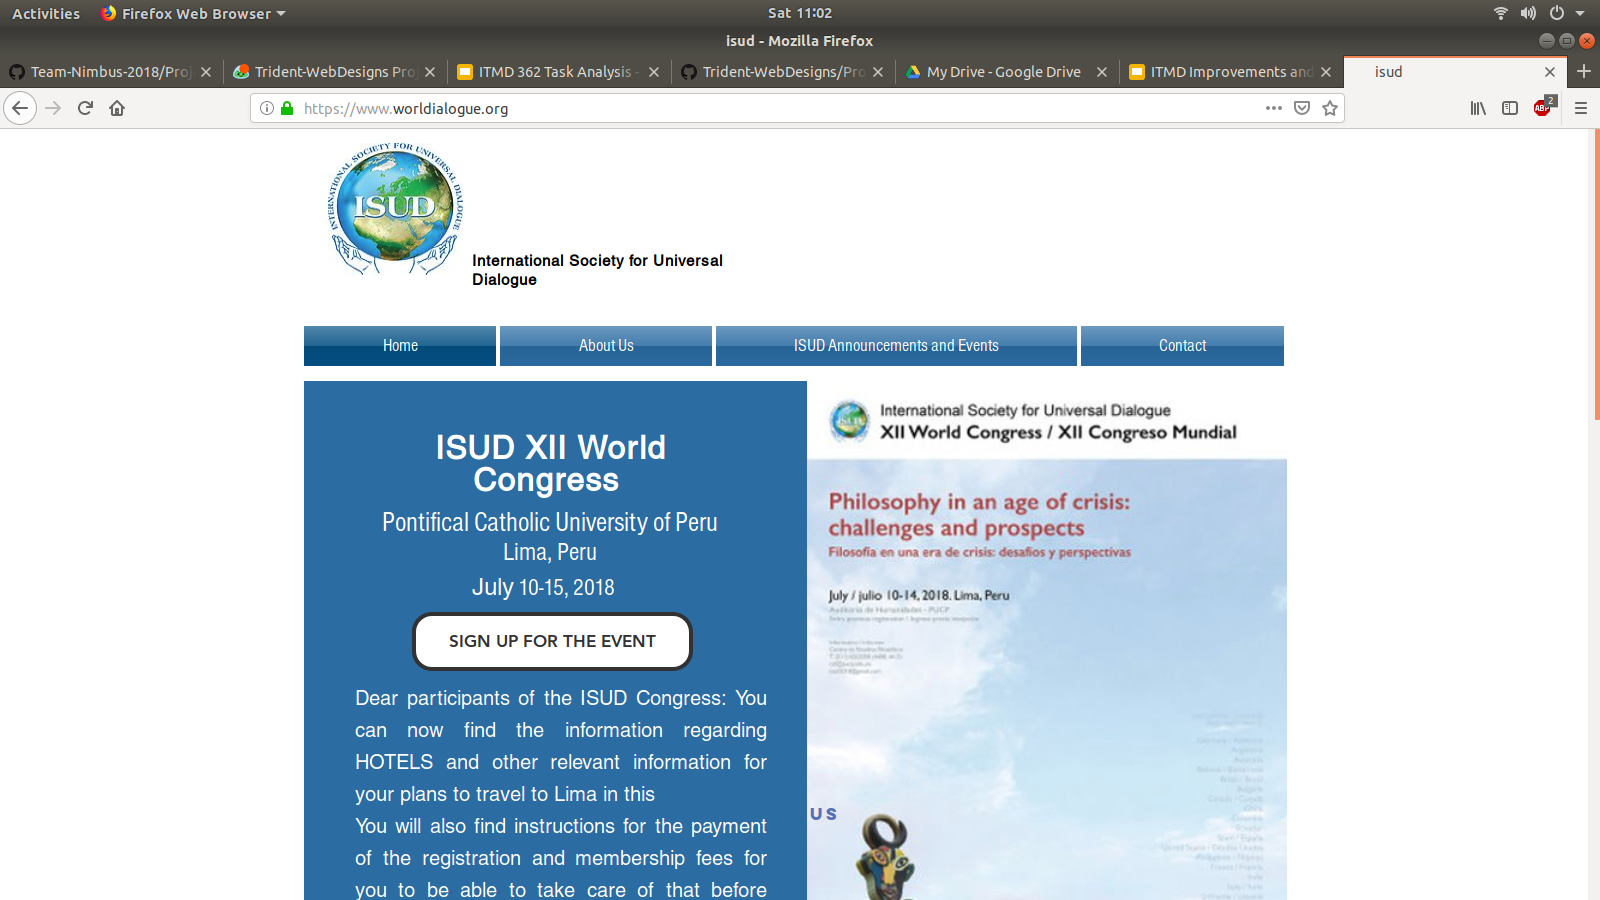 Activities
Firefox Web Browser
Sat 11:02
isud - Mozilla Firefox
Team-Nimbus-2018/Proj
Trident-WebDesigns Pro
ITMD 362 Task Analysis -
Trident-WebDesigns/Pro
My Drive - Google Drive
ITMD Improvements and
isud
https://www.worldialogue.org
ABP
2
INTERNATIONAL SOCIETY FOR UNIVERSAL DIALOGUE
ISUD
International Society for Universal
Dialogue
Home
About Us
ISUD Announcements and Events
Contact
ISUD XII World
Congress
Pontifical Catholic University of Peru
Lima, Peru
July 10-15, 2018
SIGN UP FOR THE EVENT
Dear participants of the ISUD Congress: You
can now find the information regarding
HOTELS and other relevant information for
your plans to travel to Lima in this
You will also find instructions for the payment
of the registration and membership fees for
you to be able to take care of that before
ISUD
International Society for Universal Dialogue
XII World Congress / XII Congreso Mundial
Philosophy in an age of crisis:
challenges and prospects
Filosofía en una era de crisis: desafíos y perspectivas
July / julio 10-14, 2018. Lima, Peru
Auditorio de Humanidades - PUCP
US